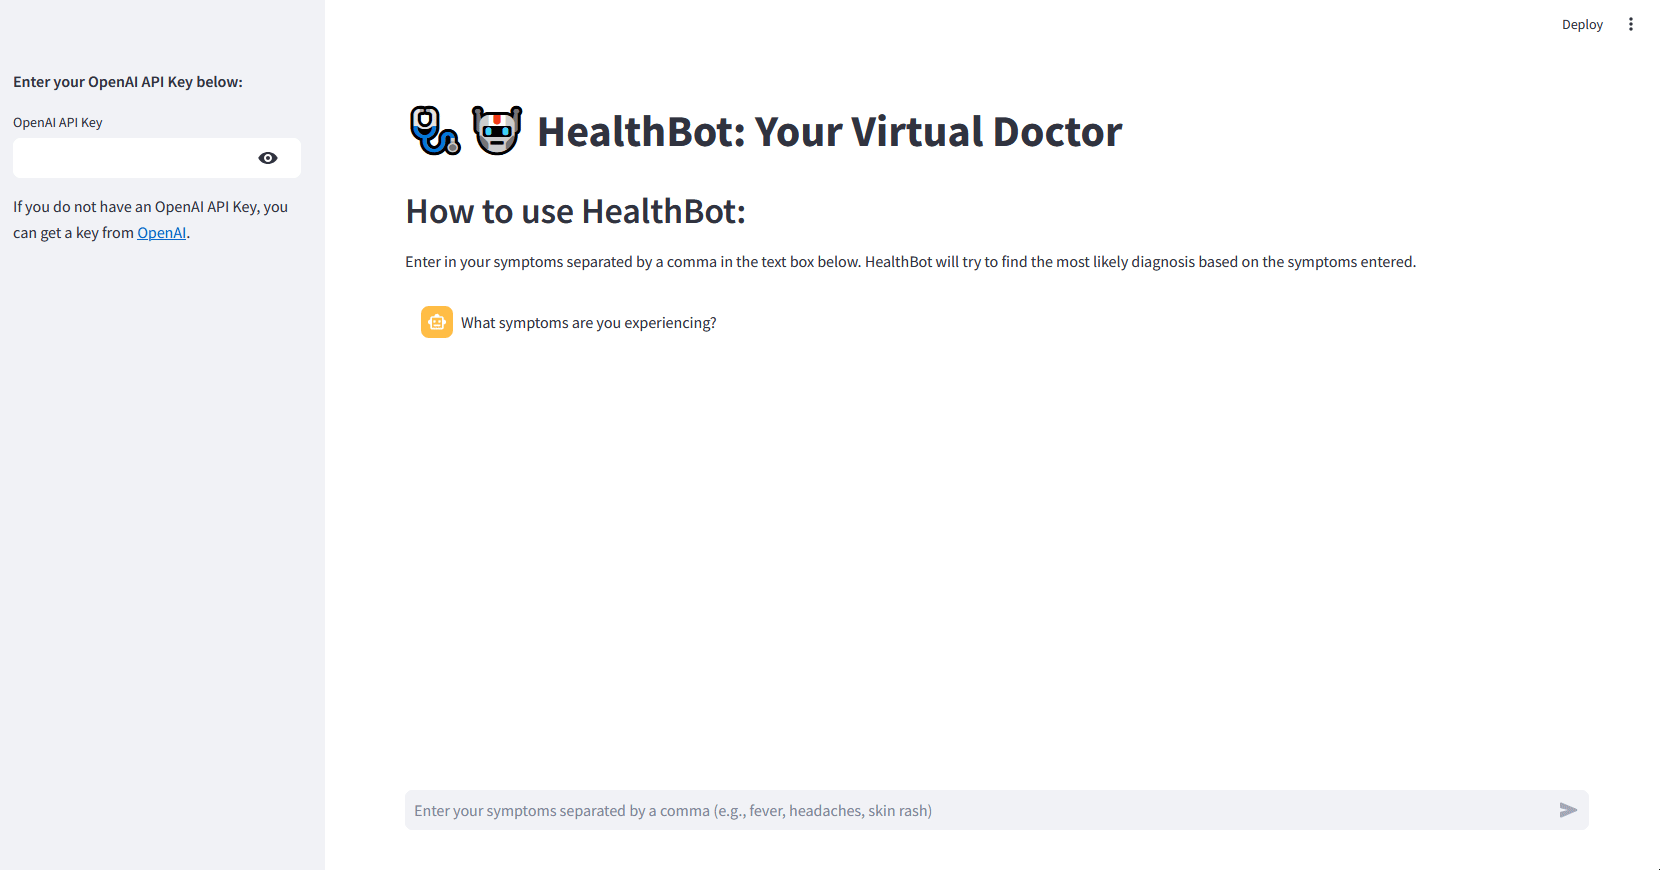 Deploy
Enter your OpenAI API Key below:
OpenAI API Key
If you do not have an OpenAI API Key, you
can get a key from OpenAI.
HealthBot: Your Virtual Doctor
How to use HealthBot:
Enter in your symptoms separated by a comma in the text box below. HealthBot will try to find the most likely diagnosis based on the symptoms entered.
What symptoms are you experiencing?
Enter your symptoms separated by a comma (e.g., fever, headaches, skin rash)